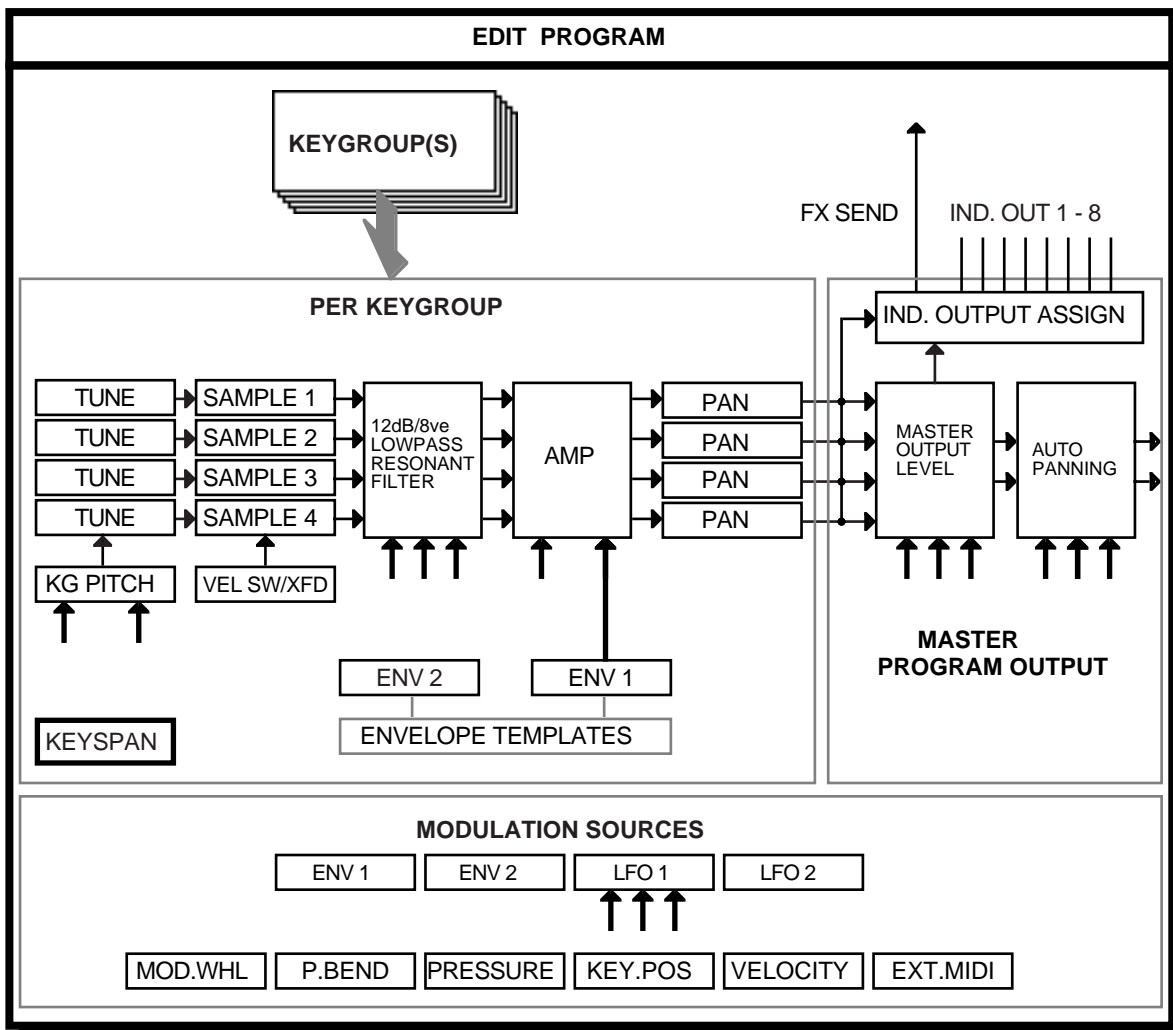 EDIT PROGRAM
KEYGROUP(S)
FX SEND
IND. OUT 1 - 8
PER KEYGROUP
IND. OUTPUT ASSIGN
TUNE
SAMPLE 1
TUNE
SAMPLE 2
TUNE
SAMPLE 3
TUNE
SAMPLE 4
12dB/8ve
LOWPASS
RESONANT
FILTER
AMP
PAN
PAN
PAN
PAN
MASTER
OUTPUT
LEVEL
AUTO
PANNING
KG PITCH
VEL SW/XFD
MASTER
PROGRAM OUTPUT
ENV 2
ENV 1
ENVELOPE TEMPLATES
KEYSPAN
MODULATION SOURCES
ENV 1
ENV 2
LFO 1
LFO 2
MOD.WHL
P.BEND
PRESSURE
KEY.POS
VELOCITY
EXT.MIDI